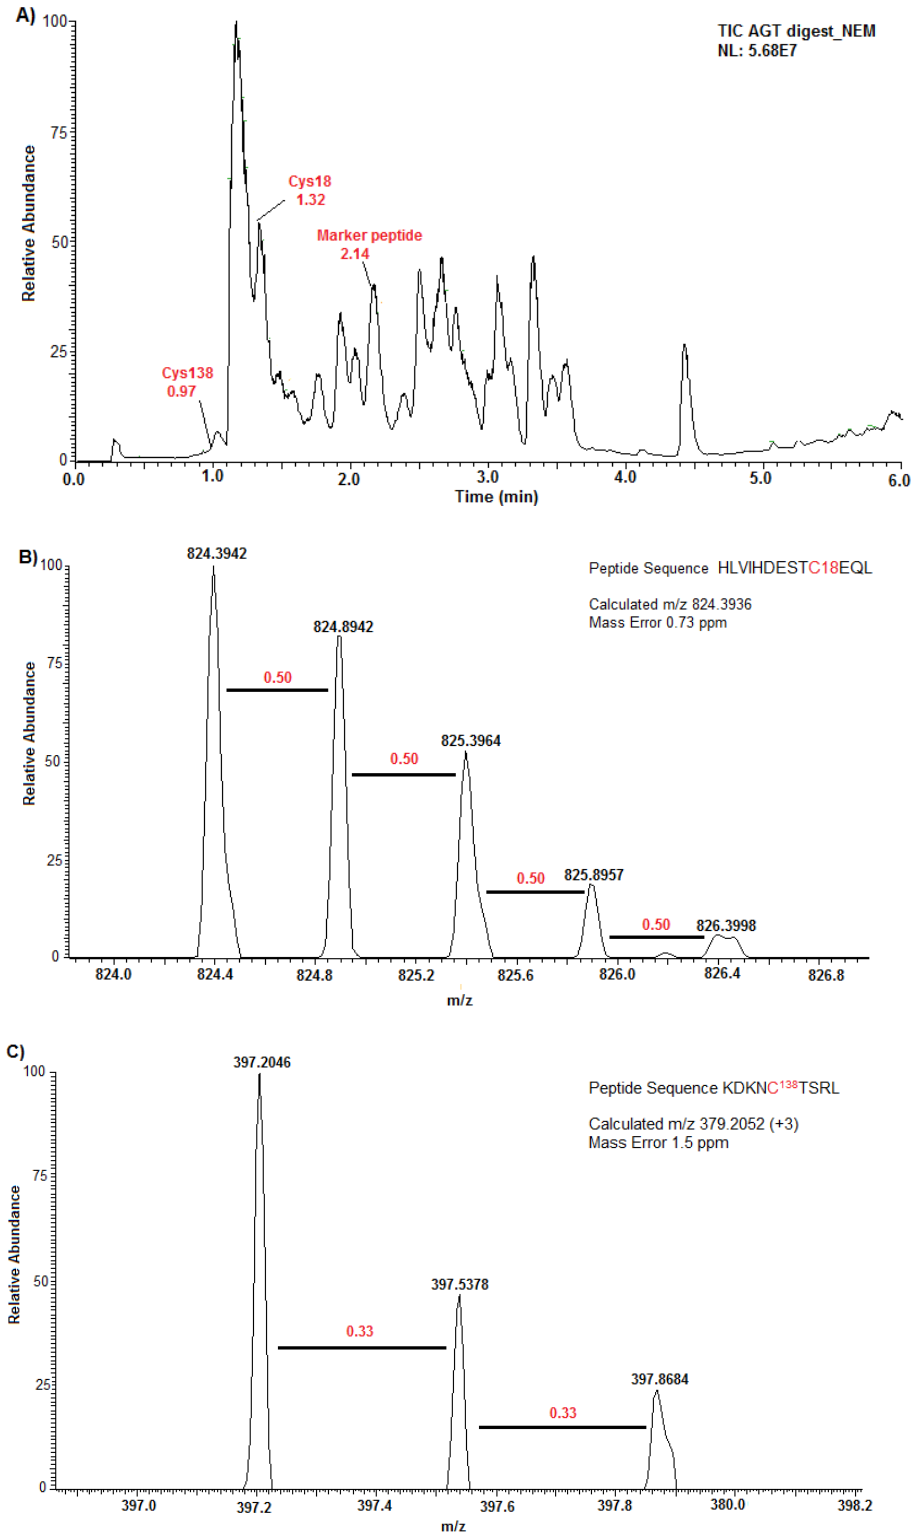 A)
TIC AGT digest_NEM
NL: 5.68E7
100
75
50
25
0
Relative Abundance
Cys18
1.32
Marker peptide
2.14
Cys138
0.97
0.0 1.0 2.0 3.0 4.0 5.0 6.0
Time (min)
B)
824.3942
Peptide Sequence HLVIHDESTC18EQL
Calculated m/z 824.3936
Mass Error 0.73 ppm
100
75
50
25
0
Relative Abundance
824.8942
0.50
825.3964
0.50
825.8957
0.50
826.3998
0.50
824.0 824.4 824.8 825.2 825.6 826.0 826.4 826.8
m/z
C)
397.2046
Peptide Sequence KDKNC¹³⁸TSRL
Calculated m/z 379.2052 (+3)
Mass Error 1.5 ppm
100
75
50
25
0
Relative Abundance
397.5378
0.33
397.8684
0.33
397.0 397.2 397.4 397.6 397.8 380.0 398.2
m/z